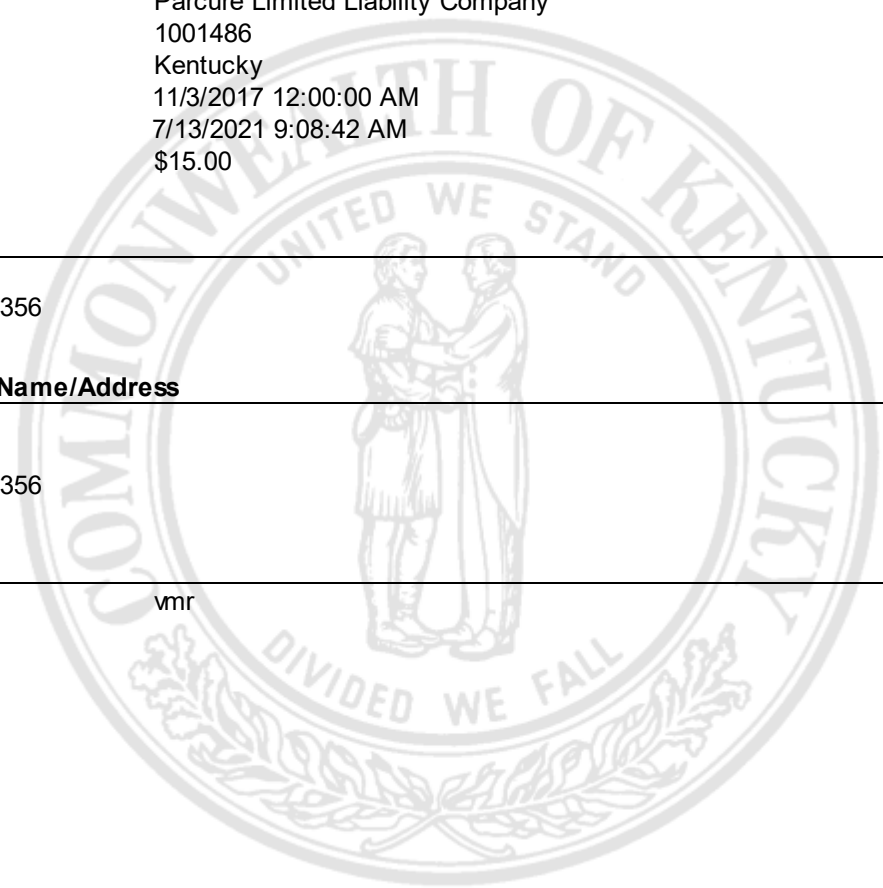 Parcure Limited Liability Company
1001486
Kentucky
11/3/2017 12:00:00 AM
7/13/2021 9:08:42 AM
$15.00
356
Name/Address
356
vmr
COMMONWEALTH OF KENTUCKY
UNITED WE STAND
DIVIDED WE FALL